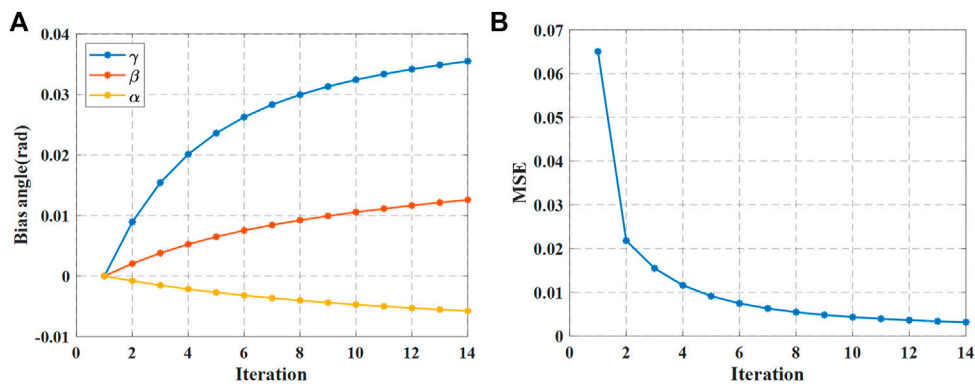 A
B
0.04
0.03
0.02
0.01
0
-0.01
Bias angle(rad)
γ
β
α
0 2 4 6 8 10 12 14
Iteration
0.07
0.06
0.05
0.04
0.03
0.02
0.01
0
MSE
0 2 4 6 8 10 12 14
Iteration